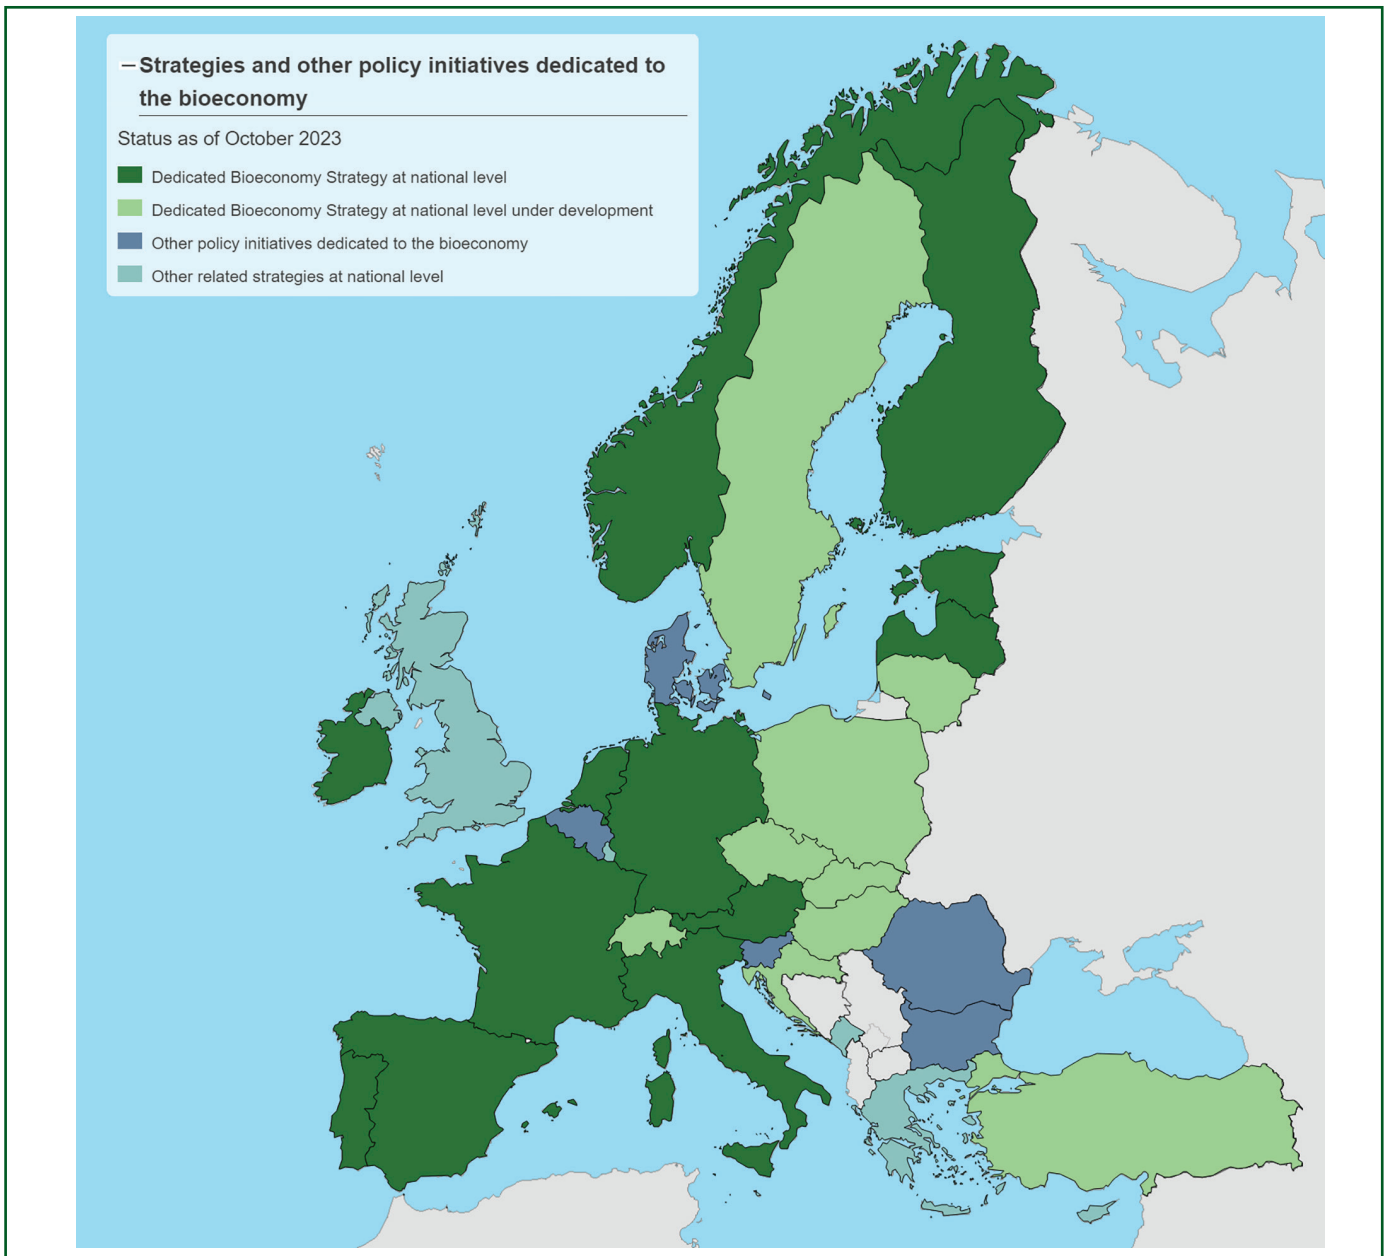 Strategies and other policy initiatives dedicated to
the bioeconomy
Status as of October 2023
Dedicated Bioeconomy Strategy at national level
Dedicated Bioeconomy Strategy at national level under development
Other policy initiatives dedicated to the bioeconomy
Other related strategies at national level